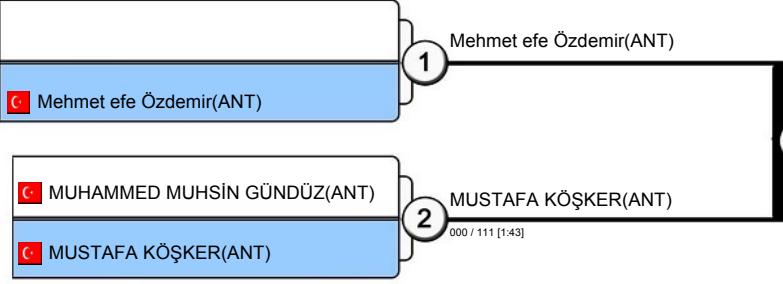 Mehmet efe Özdemir(ANT)
1
Mehmet efe Özdemir(ANT)
MUHAMMED MUHSİN GÜNDÜZ(ANT)
MUSTAFA KÖŞKER(ANT)
2
000 / 111 [1:43]
MUSTAFA KÖŞKER(ANT)